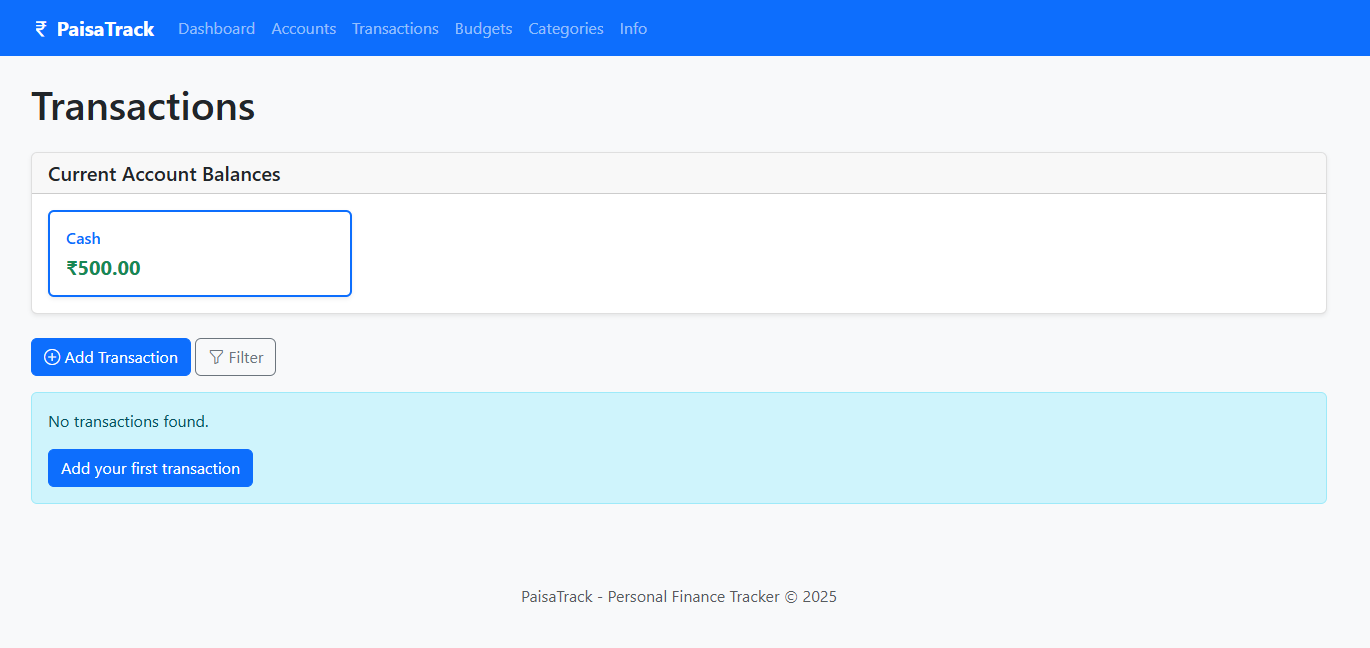 ₹ PaisaTrack Dashboard Accounts Transactions Budgets Categories Info
Transactions
Current Account Balances
Cash
₹500.00
Add Transaction Filter
No transactions found.
Add your first transaction
PaisaTrack - Personal Finance Tracker © 2025